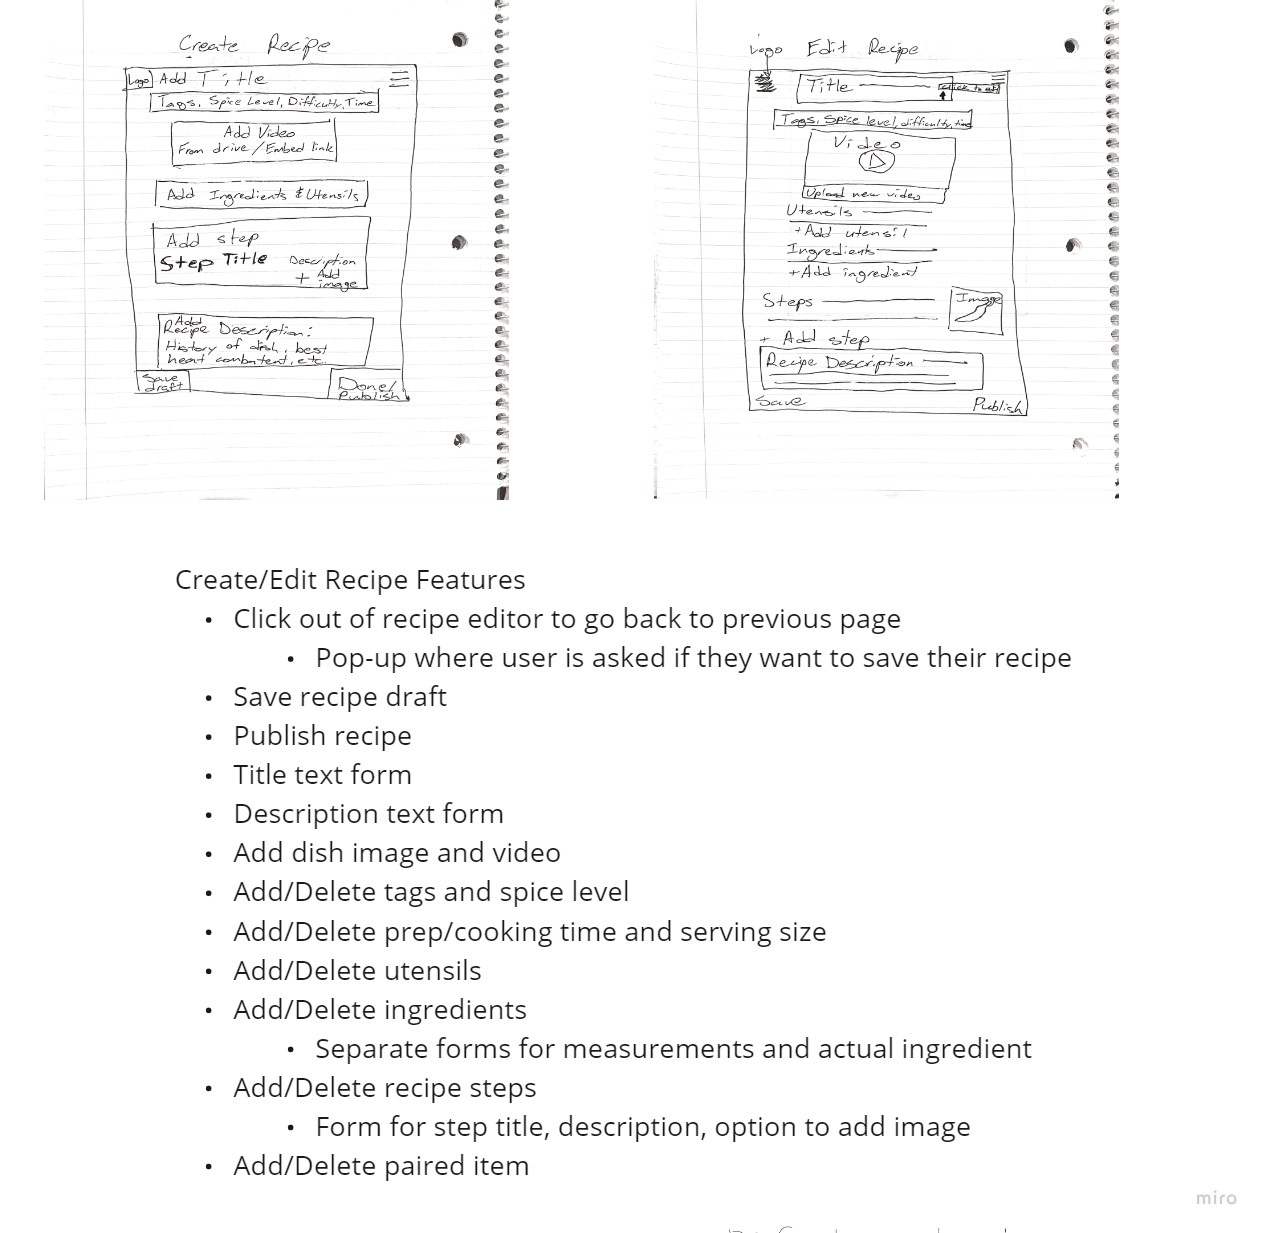 Create Recipe
Logo Add Title
Tags, Spice Level, Difficulty, Time
Add Video
From drive/Embed link
Add Ingredients & Utensils
Add step
Step Title Description
+ Add image
Add
Recipe Description:
History of dish, best
heat combatent, etc.
Save
draft
Done/
Publish
Logo Edit Recipe
Title
Tags, Spice level, difficulty, time
Video
Upload new video
Utensils
+Add utensil
Ingredients
+Add ingredient
Steps
Image
+ Add step
Recipe Description
Save
Publish
Create/Edit Recipe Features
• Click out of recipe editor to go back to previous page
• Pop-up where user is asked if they want to save their recipe
• Save recipe draft
• Publish recipe
• Title text form
• Description text form
• Add dish image and video
• Add/Delete tags and spice level
• Add/Delete prep/cooking time and serving size
• Add/Delete utensils
• Add/Delete ingredients
• Separate forms for measurements and actual ingredient
• Add/Delete recipe steps
• Form for step title, description, option to add image
• Add/Delete paired item
miro